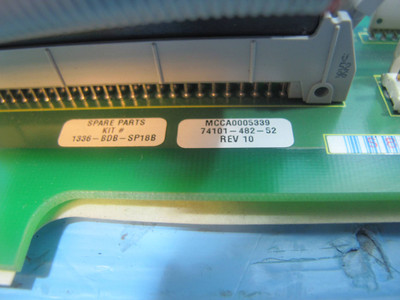 SPARE PARTS
KIT #
1336-BDB-SP18B
MCCA0005339
74101-482-52
REV 10